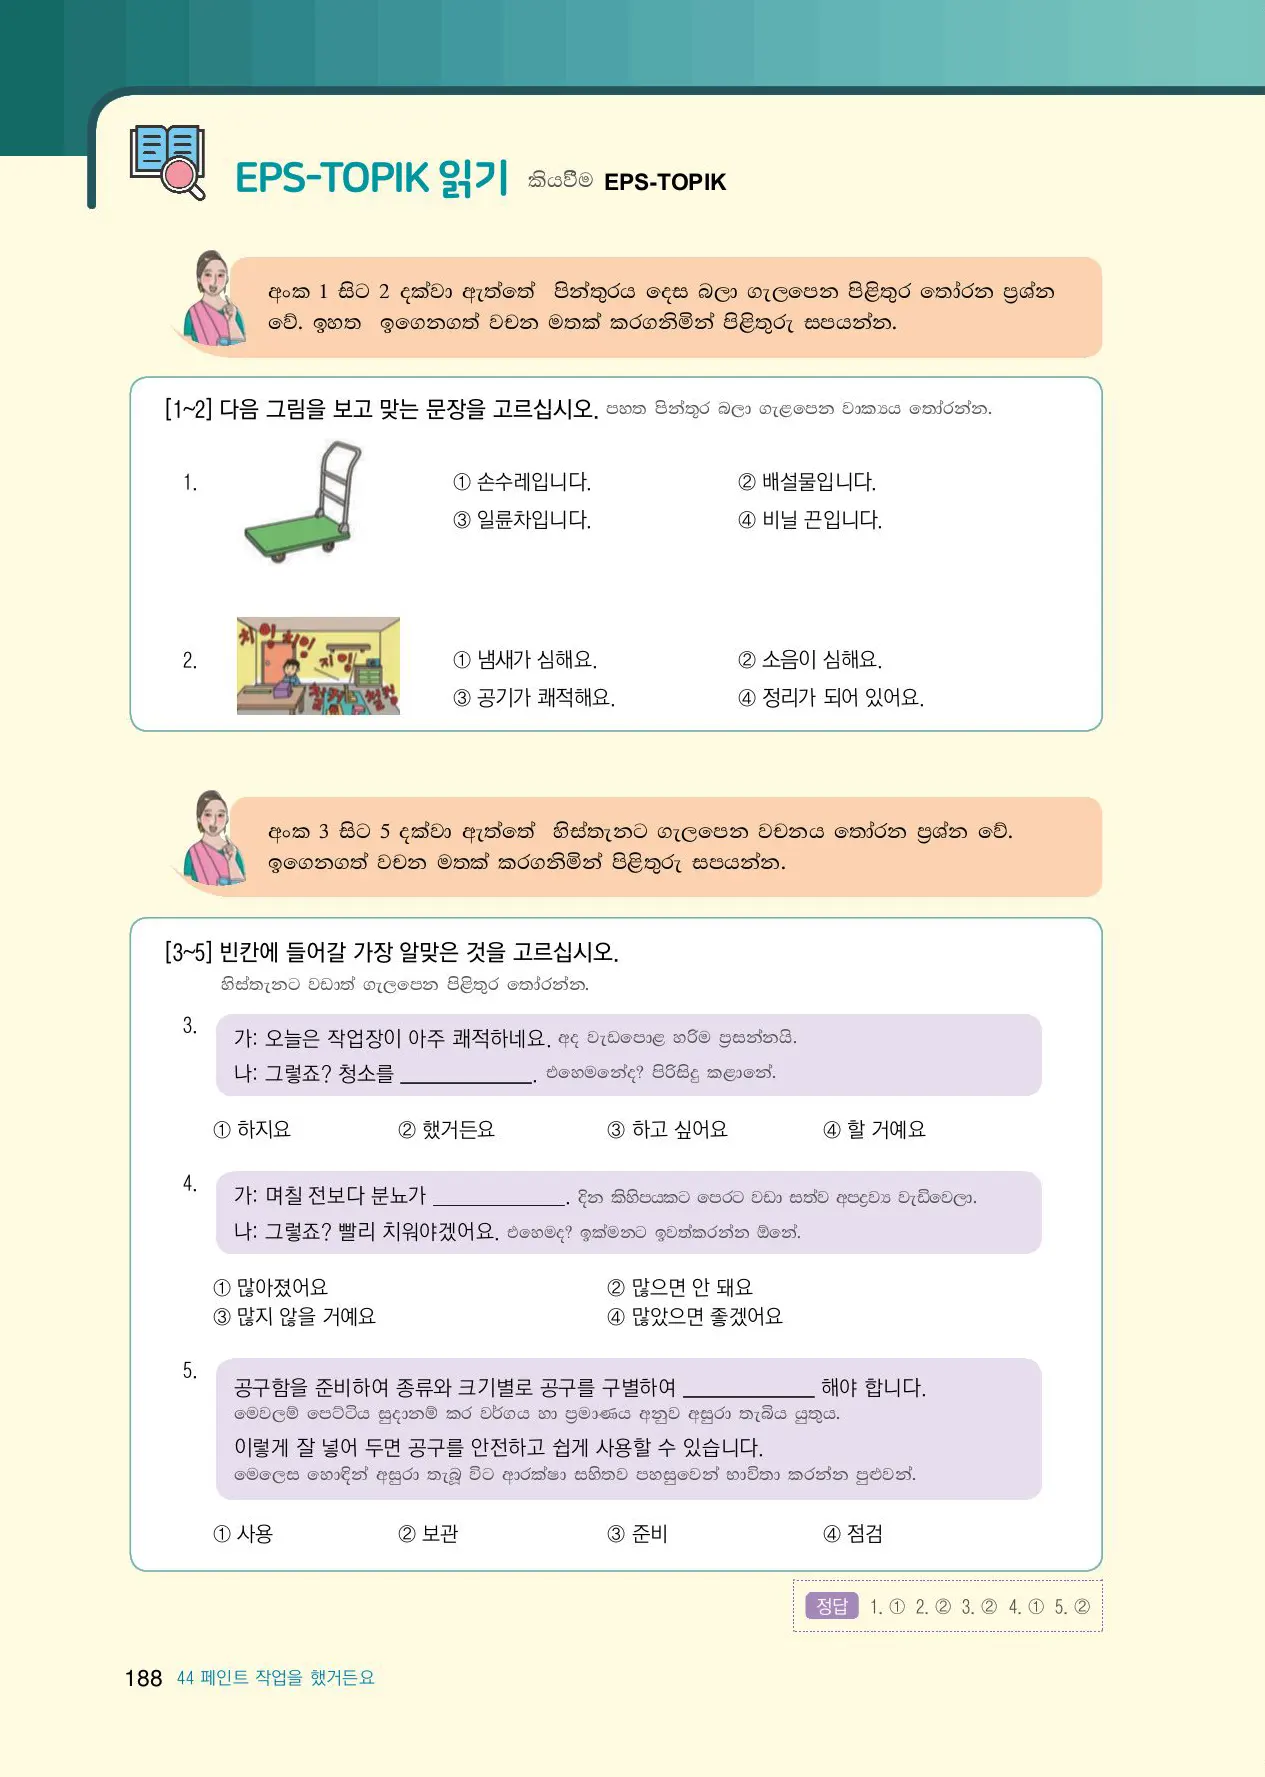 EPS-TOPIK 읽기 කියවීම EPS-TOPIK
අංක 1 සිට 2 දක්වා ඇත්තේ පින්තුරය දෙස බලා ගැලපෙන පිළිතුර තෝරන ප්‍රශ්න
වේ. ඉහත ඉගෙනගත් වචන මතක් කරගනිමින් පිළිතුරු සපයන්න.
[1~2] 다음 그림을 보고 맞는 문장을 고르십시오. පහත පින්තූර බලා ගැළපෙන වාක්‍යය තෝරන්න.
1.
① 손수레입니다. ② 배설물입니다.
③ 일륜차입니다. ④ 비닐 끈입니다.
치잉 치잉
지잉
철컥 철컹
2.
① 냄새가 심해요. ② 소음이 심해요.
③ 공기가 쾌적해요. ④ 정리가 되어 있어요.
අංක 3 සිට 5 දක්වා ඇත්තේ හිස්තැනට ගැලපෙන වචනය තෝරන ප්‍රශ්න වේ.
ඉගෙනගත් වචන මතක් කරගනිමින් පිළිතුරු සපයන්න.
[3~5] 빈칸에 들어갈 가장 알맞은 것을 고르십시오.
හිස්තැනට වඩාත් ගැලපෙන පිළිතුර තෝරන්න.
3.
가: 오늘은 작업장이 아주 쾌적하네요. අද වැඩපොළ හරිම ප්‍රසන්නයි.
나: 그렇죠? 청소를 ____________. එහෙමනේද? පිරිසිදු කළානේ.
① 하지요 ② 했거든요 ③ 하고 싶어요 ④ 할 거예요
4.
가: 며칠 전보다 분뇨가 ____________. දින කිහිපයකට පෙරට වඩා සත්ව අපද්‍රව්‍ය වැඩිවෙලා.
나: 그렇죠? 빨리 치워야겠어요. එහෙමද? ඉක්මනට ඉවත්කරන්න ඕනේ.
① 많아졌어요 ② 많으면 안 돼요
③ 많지 않을 거예요 ④ 많았으면 좋겠어요
5.
공구함을 준비하여 종류와 크기별로 공구를 구별하여 ____________ 해야 합니다.
මෙවලම් පෙට්ටිය සුදානම් කර වර්ගය හා ප්‍රමාණය අනුව අසුරා තැබිය යුතුය.
이렇게 잘 넣어 두면 공구를 안전하고 쉽게 사용할 수 있습니다.
මෙලෙස හොඳින් අසුරා තැබූ විට ආරක්ෂා සහිතව පහසුවෙන් භාවිතා කරන්න පුළුවන්.
① 사용 ② 보관 ③ 준비 ④ 점검
정답 1. ① 2. ② 3. ② 4. ① 5. ②
188 44 페인트 작업을 했거든요